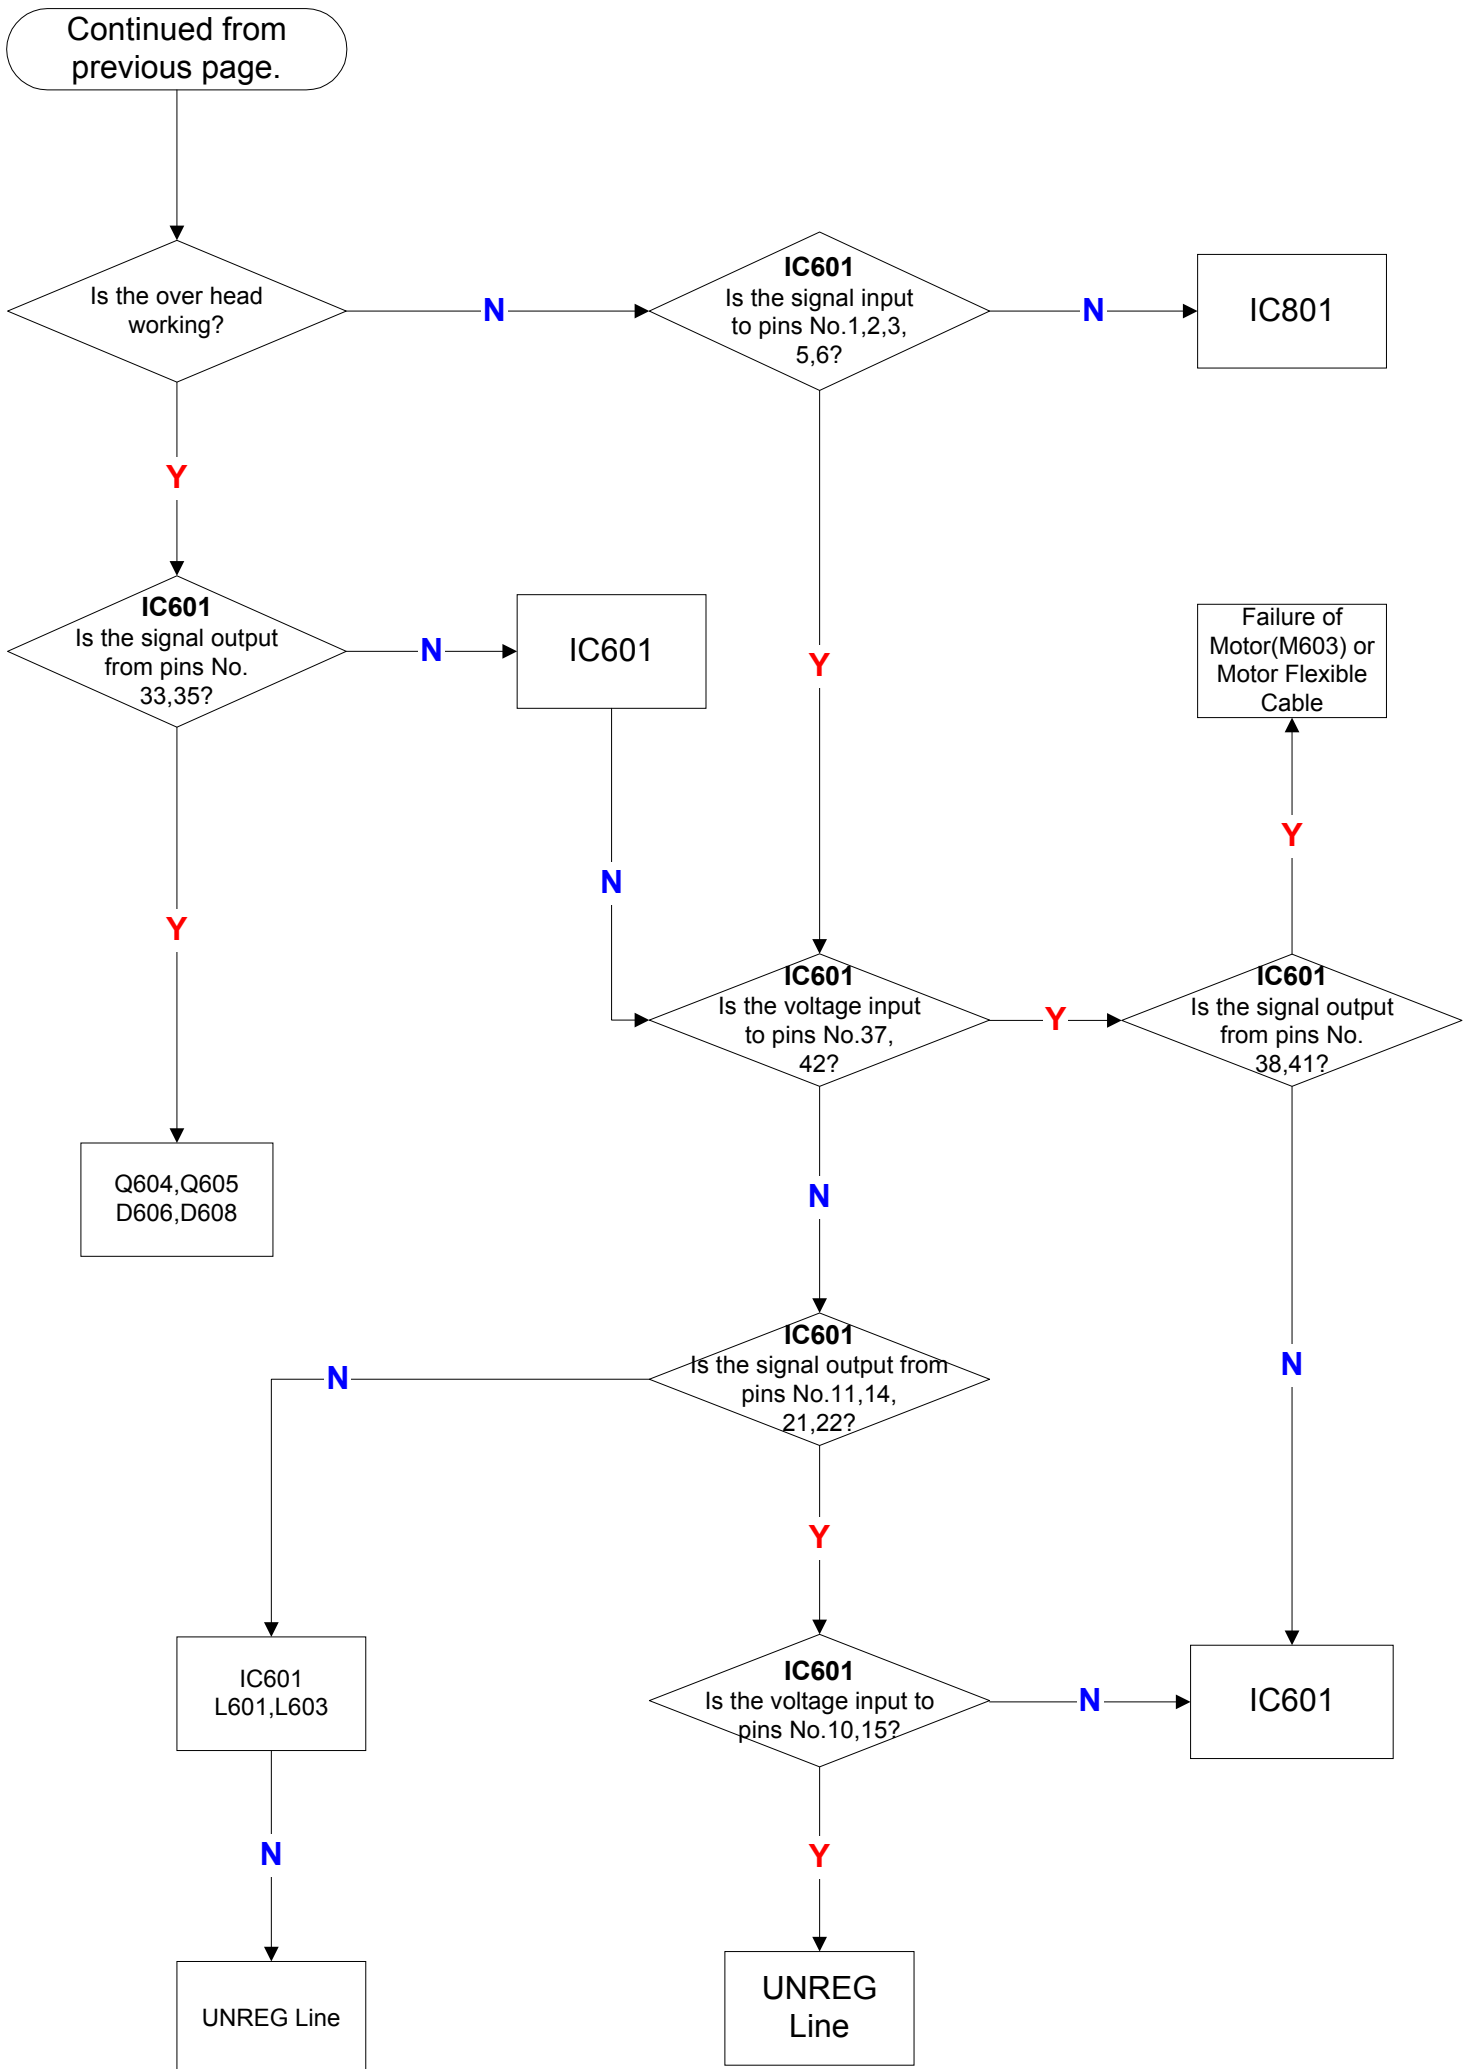 Continued from
previous page.
Is the over head
working?
N
IC601
Is the signal input
to pins No.1,2,3,
5,6?
N
IC801
Y
IC601
Is the signal output
from pins No.
33,35?
N
IC601
Y
Failure of
Motor(M603) or
Motor Flexible
Cable
Y
N
Y
IC601
Is the voltage input
to pins No.37,
42?
Y
IC601
Is the signal output
from pins No.
38,41?
Q604,Q605
D606,D608
N
IC601
Is the signal output from
pins No.11,14,
21,22?
N
N
Y
IC601
L601,L603
IC601
Is the voltage input to
pins No.10,15?
N
IC601
N
Y
UNREG Line
UNREG
Line